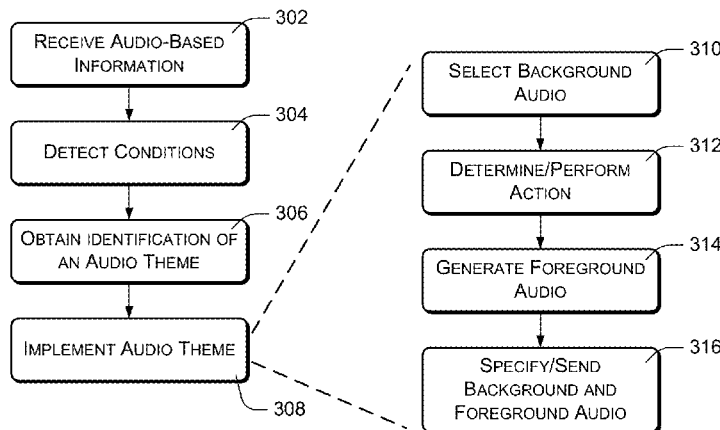 302
RECEIVE AUDIO-BASED
INFORMATION
304
DETECT CONDITIONS
306
OBTAIN IDENTIFICATION OF
AN AUDIO THEME
IMPLEMENT AUDIO THEME
308
310
SELECT BACKGROUND
AUDIO
312
DETERMINE/PERFORM
ACTION
314
GENERATE FOREGROUND
AUDIO
316
SPECIFY/SEND
BACKGROUND AND
FOREGROUND AUDIO